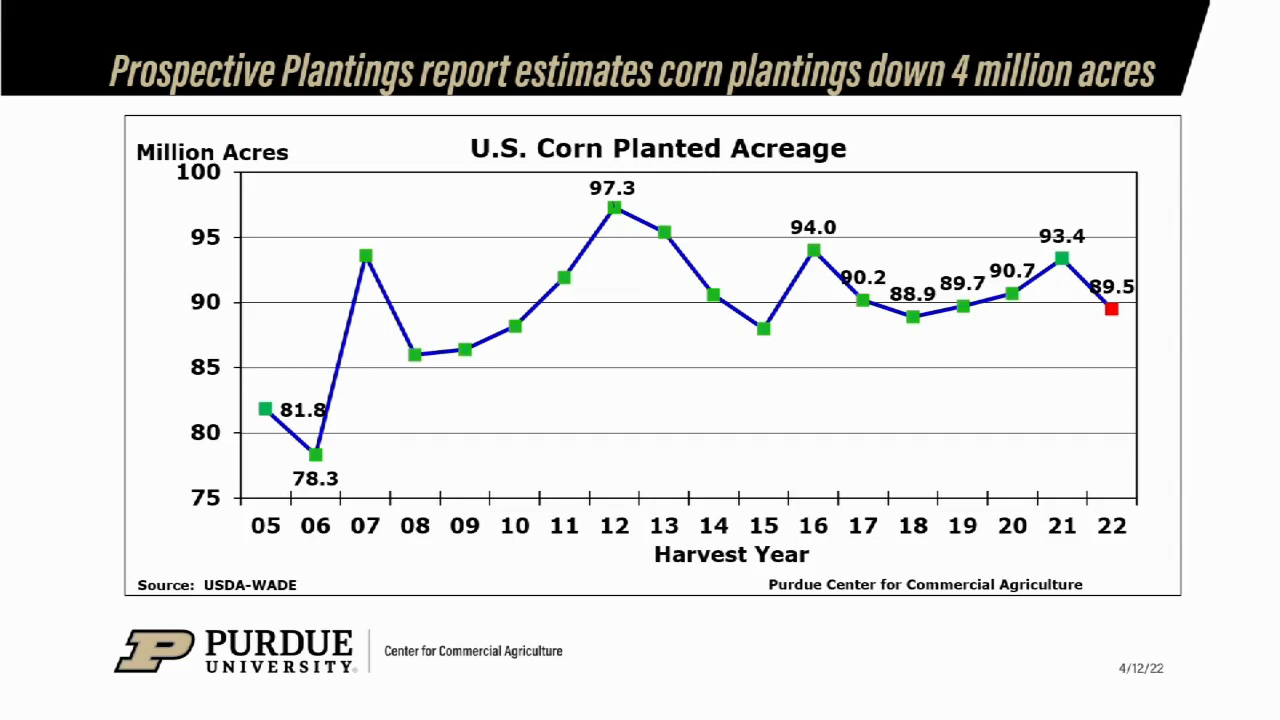 Prospective Plantings report estimates corn plantings down 4 million acres
U.S. Corn Planted Acreage
Million Acres
100
95
90
85
80
75
81.8
78.3
97.3
94.0
90.2
88.9
89.7
90.7
93.4
89.5
05 06 07 08 09 10 11 12 13 14 15 16 17 18 19 20 21 22
Harvest Year
Source: USDA-WADE
Purdue Center for Commercial Agriculture
P PURDUE
UNIVERSITY®
Center for Commercial Agriculture
4/12/22